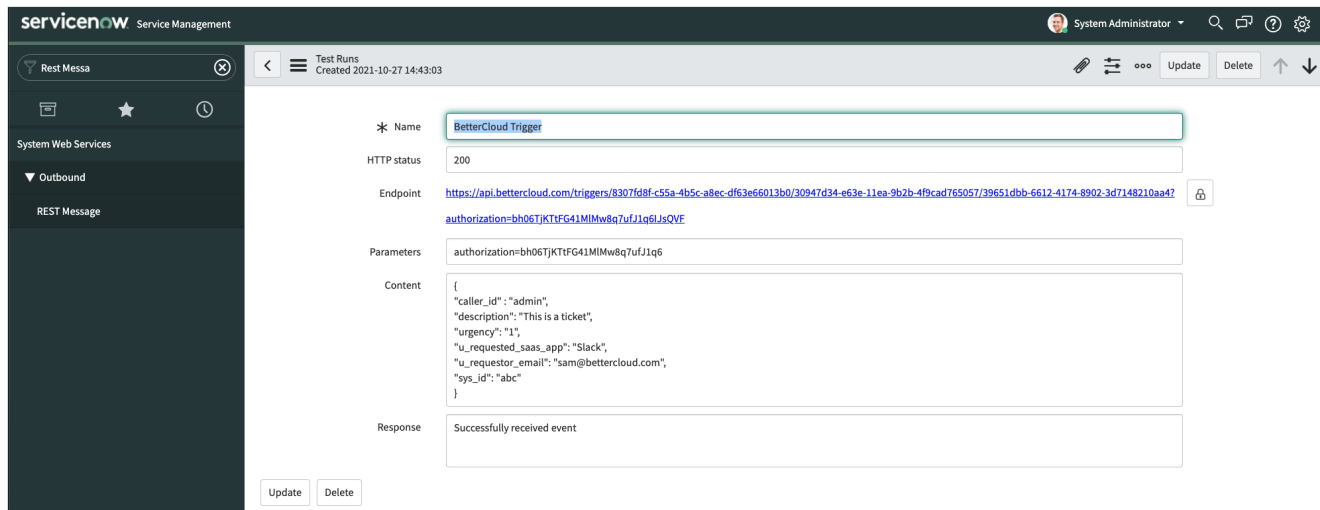 servicenow Service Management
System Administrator
Rest Messa
Test Runs
Created 2021-10-27 14:43:03
Update
Delete
System Web Services
Outbound
REST Message
Name
BetterCloud Trigger
HTTP status
200
Endpoint
https://api.bettercloud.com/triggers/8307fd8f-c55a-4b5c-a8ec-df63e66013b0/30947d34-e63e-11ea-9b2b-4f9cad765057/39651dbb-6612-4174-8902-3d7148210aa4?
authorization=bh06TjKTtFG41MlMw8q7ufJ1q6IJsQVF
Parameters
authorization=bh06TjKTtFG41MlMw8q7ufJ1q6
Content
{
"caller_id" : "admin",
"description": "This is a ticket",
"urgency": "1",
"u_requested_saas_app": "Slack",
"u_requestor_email": "sam@bettercloud.com",
"sys_id": "abc"
}
Response
Successfully received event
Update
Delete